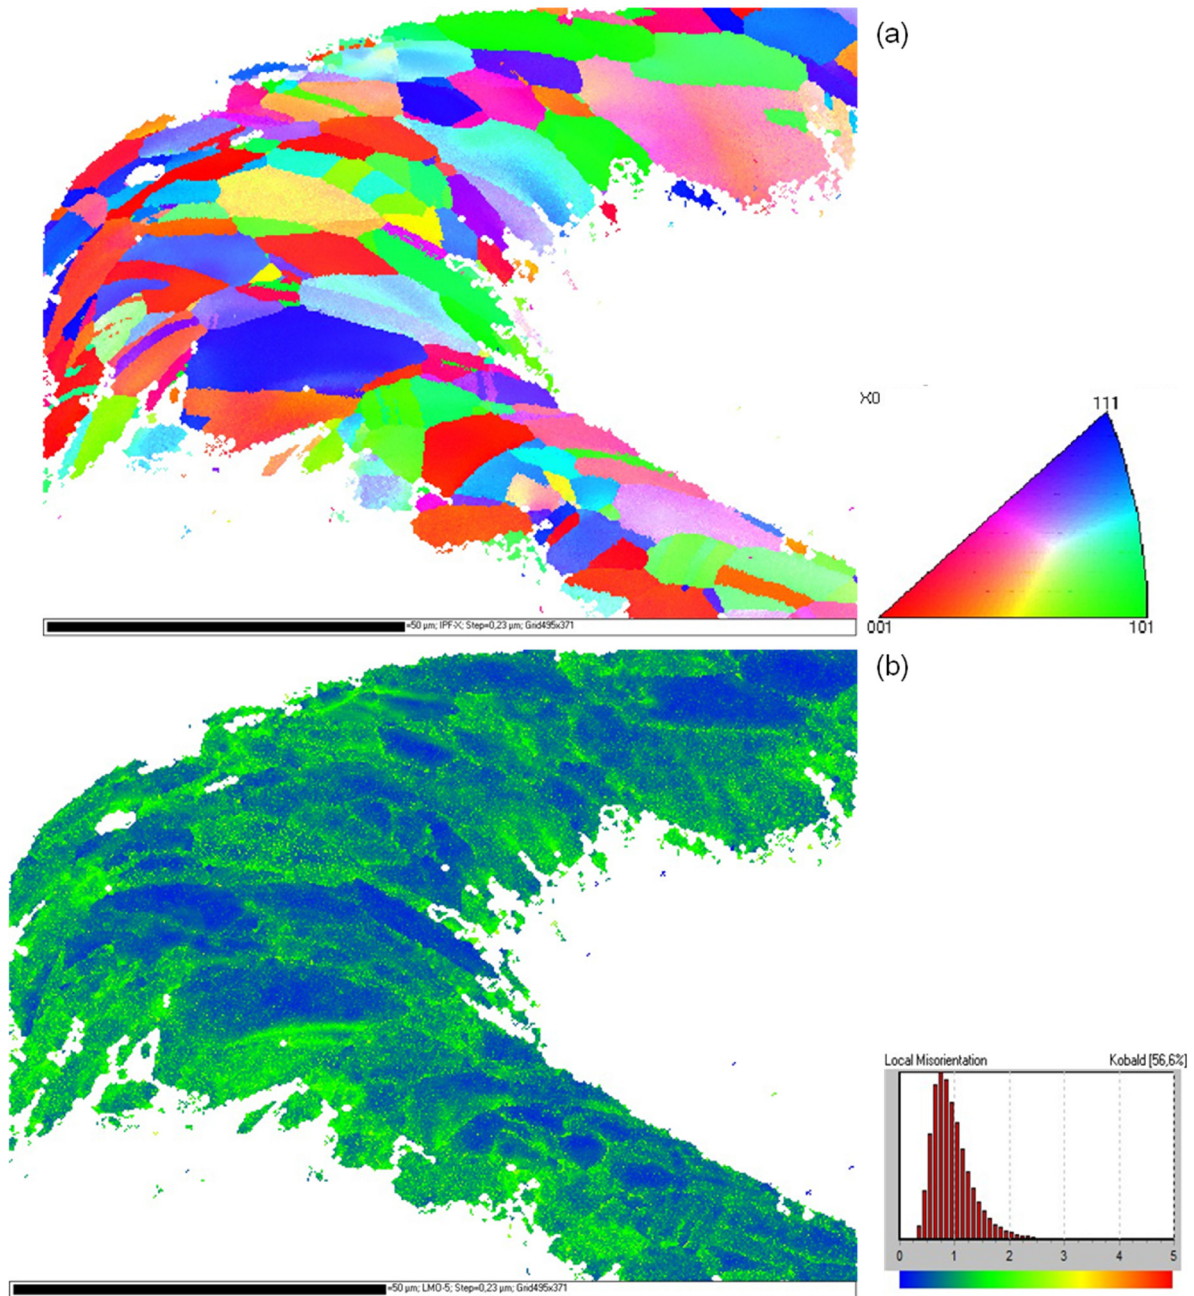 (a)
X0
111
001
101
=50 µm; IPF-X; Step=0,23 µm; Grid495x371
(b)
Local Misorientation Kobald [56,6%]
0 1 2 3 4 5
=50 µm; LMO-5; Step=0,23 µm; Grid495x371